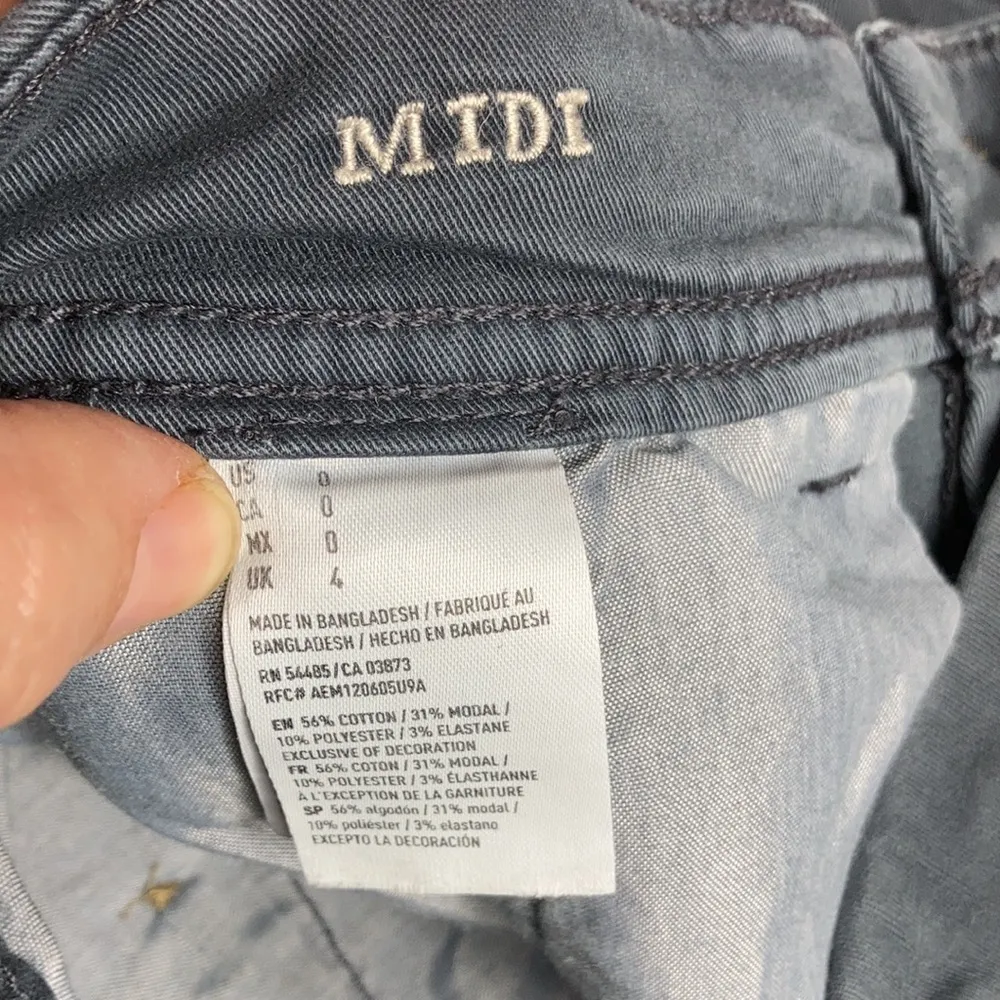 MIDI
US 0
CA 0
MX 0
UK 4
MADE IN BANGLADESH / FABRIQUÉ AU
BANGLADESH / HECHO EN BANGLADESH
RN 54485/CA 03873
RFC# AEM120605U9A
EN 56% COTTON / 31% MODAL /
10% POLYESTER / 3% ELASTANE
EXCLUSIVE OF DECORATION
FR 56% COTON / 31% MODAL /
10% POLYESTER / 3% ÉLASTHANNE
À L'EXCEPTION DE LA GARNITURE
SP 56% algodón / 31% modal /
10% poliéster / 3% elastano
EXCEPTO LA DECORACIÓN